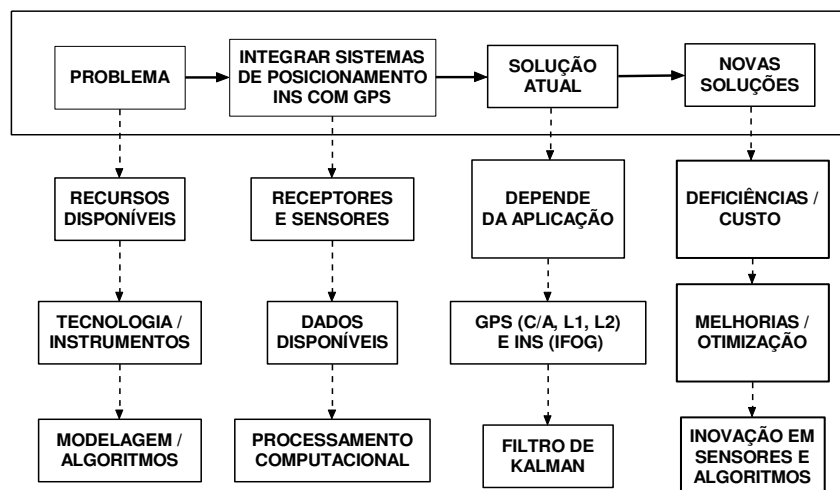 PROBLEMA
INTEGRAR SISTEMAS
DE POSICIONAMENTO
INS COM GPS
SOLUÇÃO
ATUAL
NOVAS
SOLUÇÕES
RECURSOS
DISPONÍVEIS
RECEPTORES
E SENSORES
DEPENDE
DA APLICAÇÃO
DEFICIÊNCIAS /
CUSTO
TECNOLOGIA /
INSTRUMENTOS
DADOS
DISPONÍVEIS
GPS (C/A, L1, L2)
E INS (IFOG)
MELHORIAS /
OTIMIZAÇÃO
MODELAGEM /
ALGORITMOS
PROCESSAMENTO
COMPUTACIONAL
FILTRO DE
KALMAN
INOVAÇÃO EM
SENSORES E
ALGORITMOS